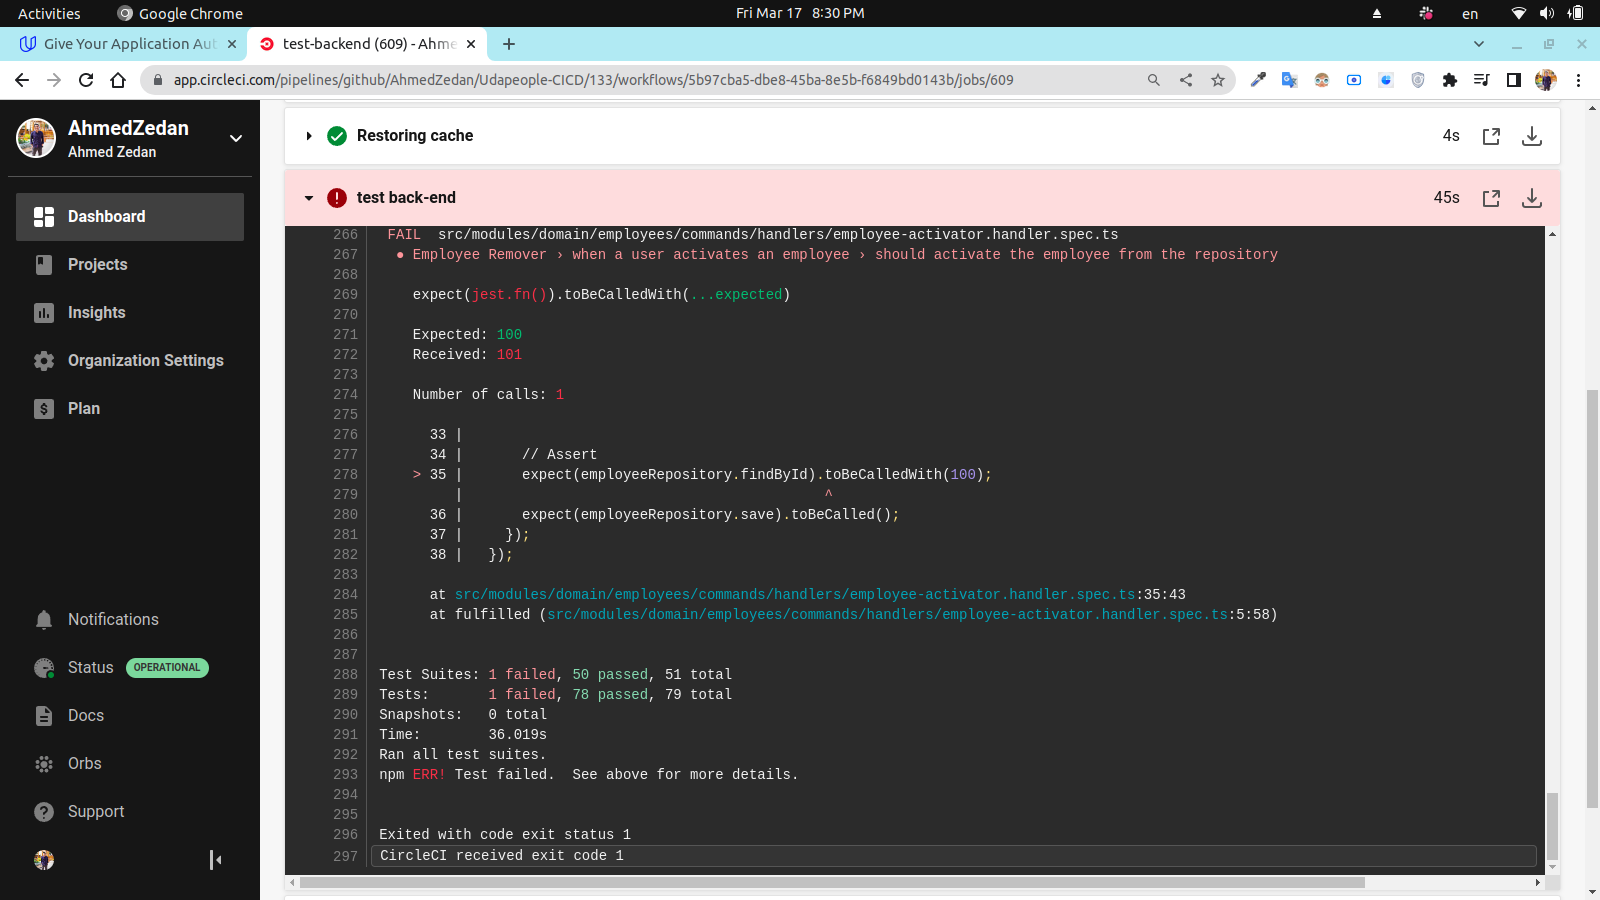 Activities
Google Chrome
Fri Mar 17 8:30 PM
en
Give Your Application Aut
test-backend (609) - Ahme
app.circleci.com/pipelines/github/AhmedZedan/Udapeople-CICD/133/workflows/5b97cba5-dbe8-45ba-8e5b-f6849bd0143b/jobs/609
AhmedZedan
Ahmed Zedan
Dashboard
Projects
Insights
Organization Settings
Plan
Notifications
Status OPERATIONAL
Docs
Orbs
Support
Restoring cache 4s
test back-end 45s
266 FAIL src/modules/domain/employees/commands/handlers/employee-activator.handler.spec.ts
267 ● Employee Remover › when a user activates an employee › should activate the employee from the repository
268
269 expect(jest.fn()).toBeCalledWith(...expected)
270
271 Expected: 100
272 Received: 101
273
274 Number of calls: 1
275
276 33 |
277 34 | // Assert
278 > 35 | expect(employeeRepository.findById).toBeCalledWith(100);
279 | ^
280 36 | expect(employeeRepository.save).toBeCalled();
281 37 | });
282 38 | });
283
284 at src/modules/domain/employees/commands/handlers/employee-activator.handler.spec.ts:35:43
285 at fulfilled (src/modules/domain/employees/commands/handlers/employee-activator.handler.spec.ts:5:58)
286
287
288 Test Suites: 1 failed, 50 passed, 51 total
289 Tests: 1 failed, 78 passed, 79 total
290 Snapshots: 0 total
291 Time: 36.019s
292 Ran all test suites.
293 npm ERR! Test failed. See above for more details.
294
295
296 Exited with code exit status 1
297 CircleCI received exit code 1